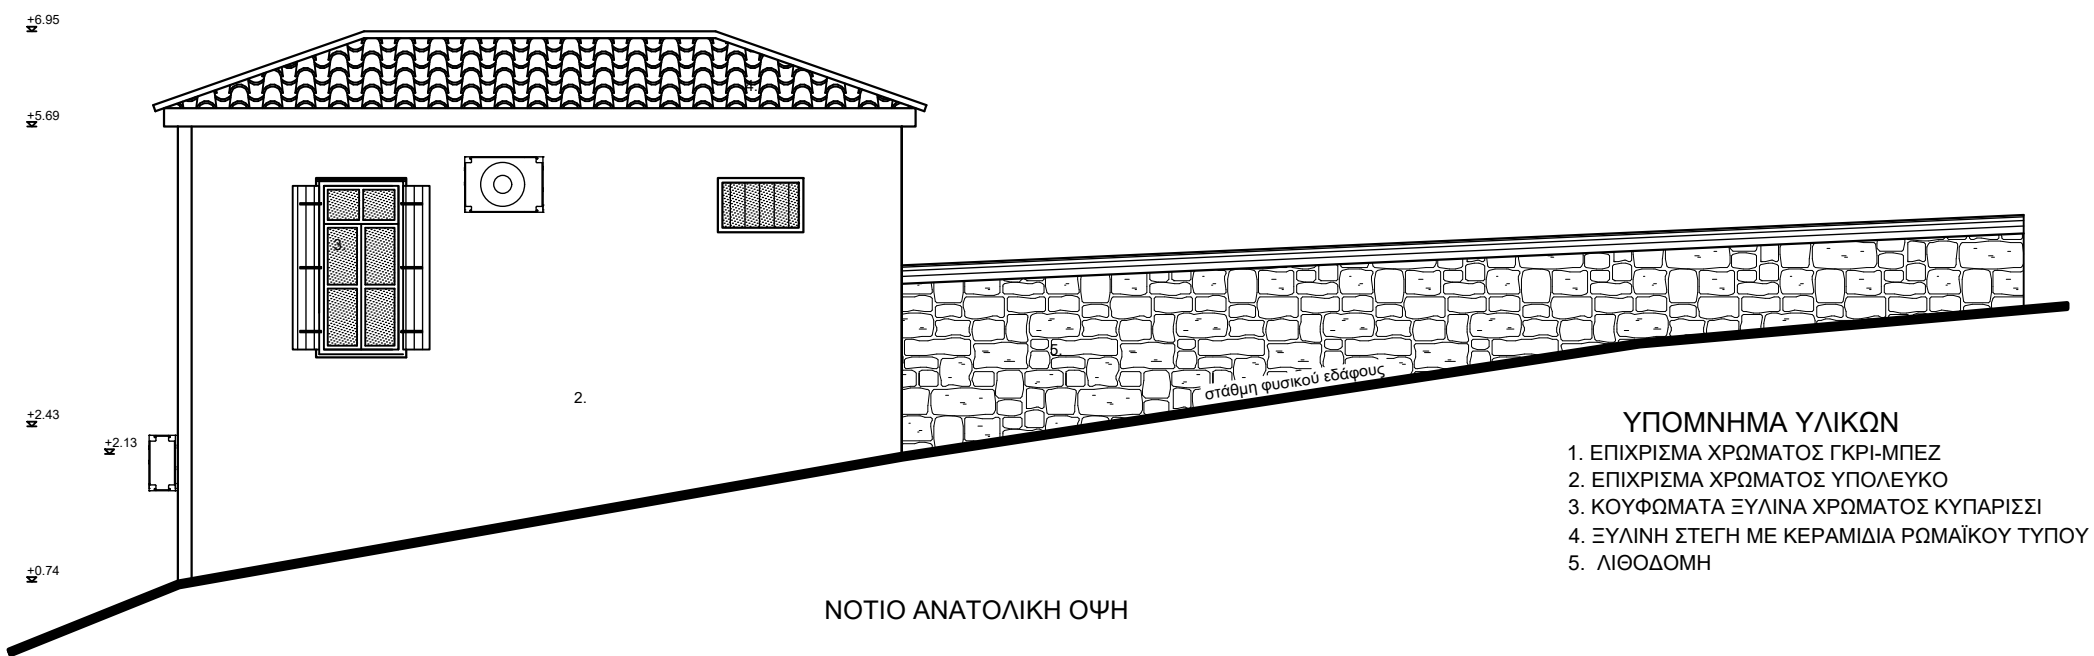 +6.95
4.
+5.69
3.
2.
5.
στάθμη φυσικού εδάφους
+2.43
+2.13
+0.74
ΥΠΟΜΝΗΜΑ ΥΛΙΚΩΝ
1. ΕΠΙΧΡΙΣΜΑ ΧΡΩΜΑΤΟΣ ΓΚΡΙ-ΜΠΕΖ
2. ΕΠΙΧΡΙΣΜΑ ΧΡΩΜΑΤΟΣ ΥΠΟΛΕΥΚΟ
3. ΚΟΥΦΩΜΑΤΑ ΞΥΛΙΝΑ ΧΡΩΜΑΤΟΣ ΚΥΠΑΡΙΣΣΙ
4. ΞΥΛΙΝΗ ΣΤΕΓΗ ΜΕ ΚΕΡΑΜΙΔΙΑ ΡΩΜΑΪΚΟΥ ΤΥΠΟΥ
5. ΛΙΘΟΔΟΜΗ
ΝΟΤΙΟ ΑΝΑΤΟΛΙΚΗ ΟΨΗ